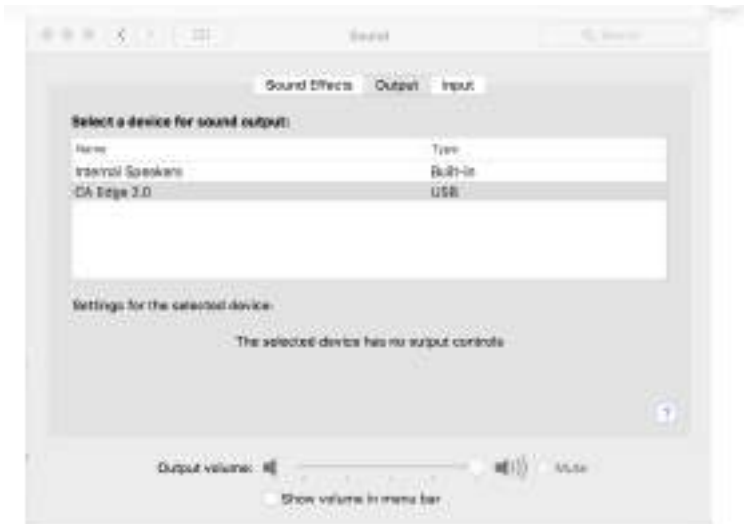 Sound
Search
Sound Effects Output Input
Select a device for sound output:
Name Type
Internal Speakers Built-in
CA Edge 2.0 USB
Settings for the selected device:
The selected device has no output controls
?
Output volume: Mute
Show volume in menu bar